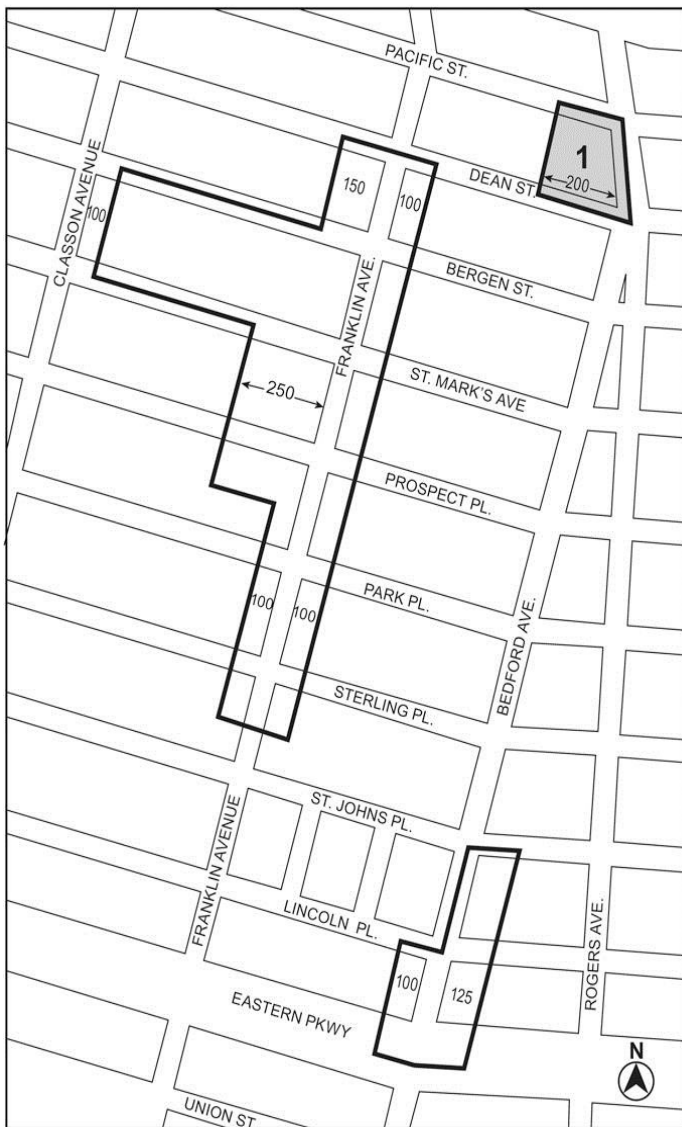 PACIFIC ST.
1
200
DEAN ST.
CLASSON AVENUE
100
150
100
BERGEN ST.
FRANKLIN AVE.
250
ST. MARK'S AVE
PROSPECT PL.
PARK PL.
100
100
BEDFORD AVE.
STERLING PL.
ST. JOHNS PL.
FRANKLIN AVENUE
LINCOLN PL.
ROGERS AVE.
100
125
EASTERN PKWY
N
UNION ST.